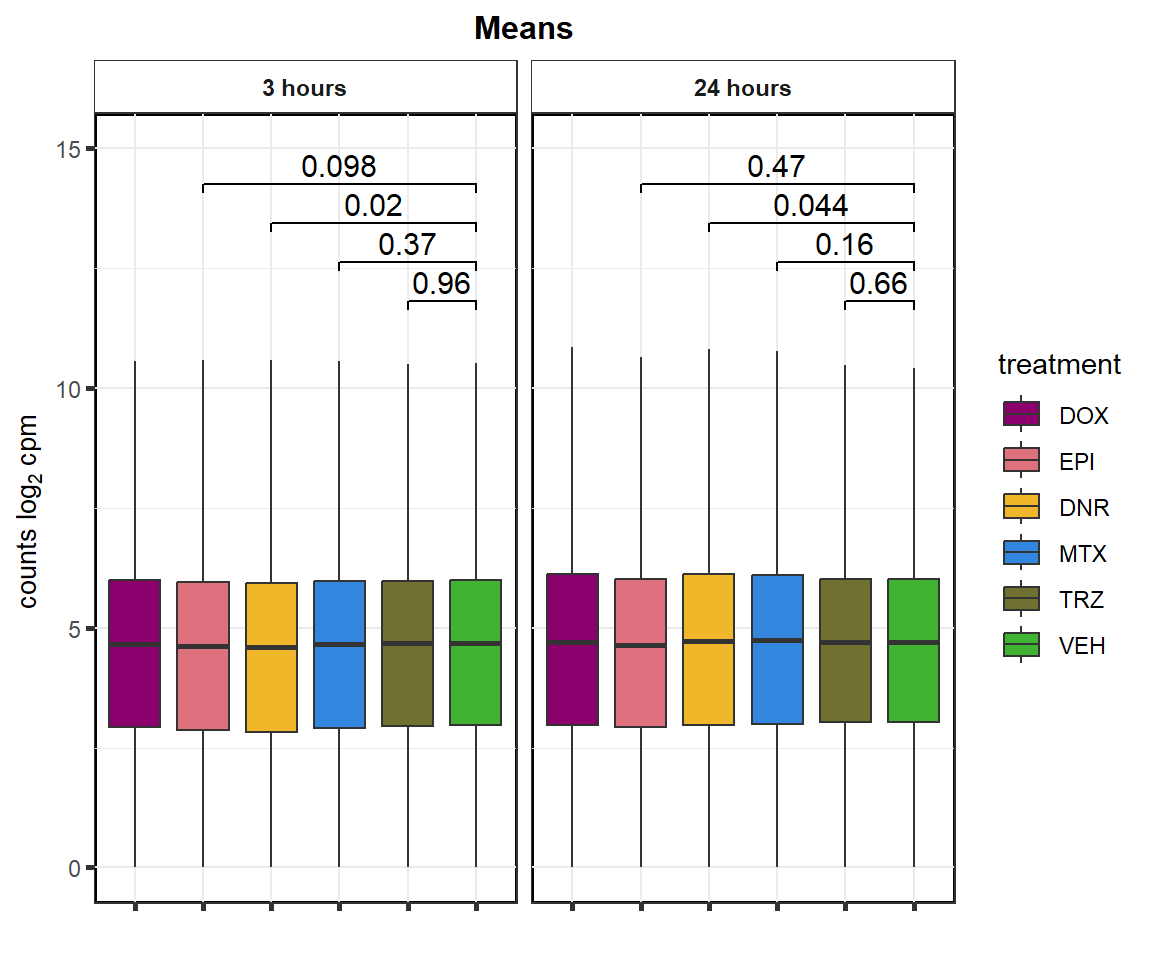 Means
3 hours
24 hours
15
10
5
0
counts log₂ cpm
0.098
0.02
0.37
0.96
0.47
0.044
0.16
0.66
treatment
DOX
EPI
DNR
MTX
TRZ
VEH